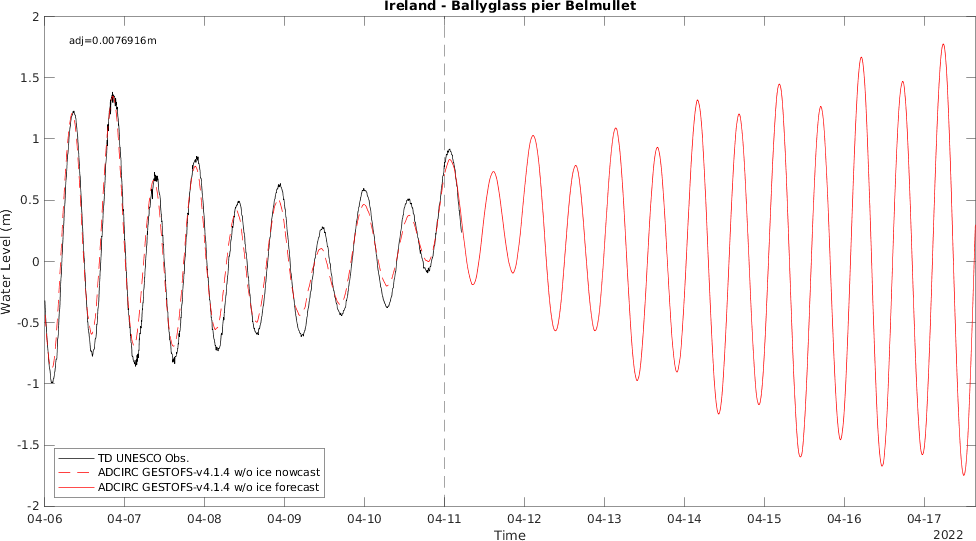 Ireland - Ballyglass pier Belmullet
adj=0.0076916m
Water Level (m)
2
1.5
1
0.5
0
-0.5
-1
-1.5
-2
TD UNESCO Obs.
ADCIRC GESTOFS-v4.1.4 w/o ice nowcast
ADCIRC GESTOFS-v4.1.4 w/o ice forecast
04-06 04-07 04-08 04-09 04-10 04-11 04-12 04-13 04-14 04-15 04-16 04-17
Time
2022